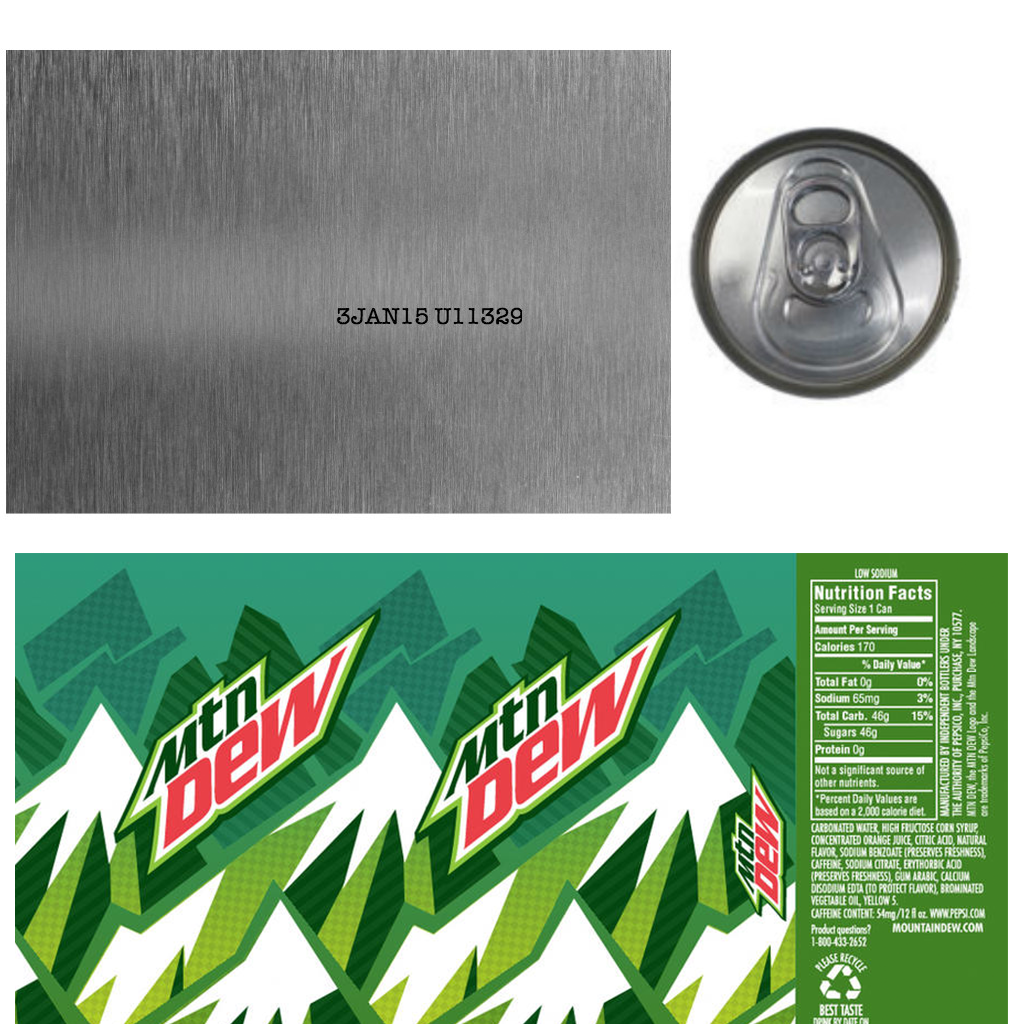 3JAN15 U11329
Mtn
DEW
Mtn
DEW
Mtn
DEW
LOW SODIUM
Nutrition Facts
Serving Size 1 Can
Amount Per Serving
Calories 170
% Daily Value*
Total Fat 0g 0%
Sodium 65mg 3%
Total Carb. 46g 15%
Sugars 46g
Protein 0g
Not a significant source of
other nutrients.
*Percent Daily Values are
based on a 2,000 calorie diet.
MANUFACTURED BY INDEPENDENT BOTTLERS UNDER
THE AUTHORITY OF PEPSICO, INC., PURCHASE, NY 10577.
MTN DEW, the MTN DEW Logo and the Mtn Dew Landscape
are trademarks of PepsiCo, Inc.
CARBONATED WATER, HIGH FRUCTOSE CORN SYRUP,
CONCENTRATED ORANGE JUICE, CITRIC ACID, NATURAL
FLAVOR, SODIUM BENZOATE (PRESERVES FRESHNESS),
CAFFEINE, SODIUM CITRATE, ERYTHORBIC ACID
(PRESERVES FRESHNESS), GUM ARABIC, CALCIUM
DISODIUM EDTA (TO PROTECT FLAVOR), BROMINATED
VEGETABLE OIL, YELLOW 5.
CAFFEINE CONTENT: 54mg/12 fl oz. WWW.PEPSI.COM
Product questions? MOUNTAINDEW.COM
1-800-433-2652
PLEASE RECYCLE
BEST TASTE
DRINK BY DATE ON